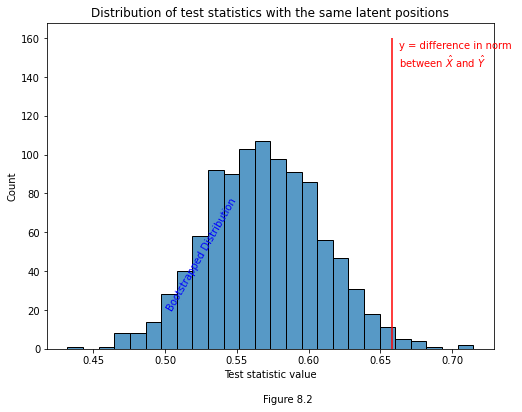 Distribution of test statistics with the same latent positions
160
140
120
100
80
60
40
20
0
Count
y = difference in norm
between X̂ and Ŷ
Bootstrapped Distribution
0.45 0.50 0.55 0.60 0.65 0.70
Test statistic value
Figure 8.2